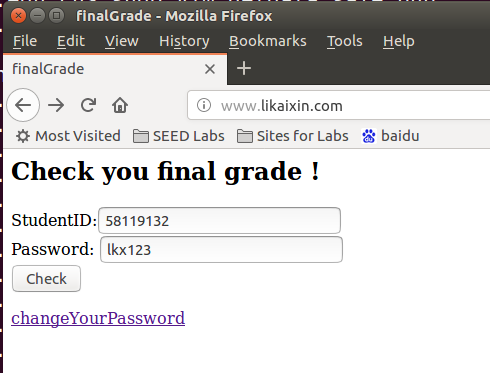 finalGrade - Mozilla Firefox
File Edit View History Bookmarks Tools Help
finalGrade
www.likaixin.com
Most Visited SEED Labs Sites for Labs baidu
Check you final grade !
StudentID: 58119132
Password: lkx123
Check
changeYourPassword